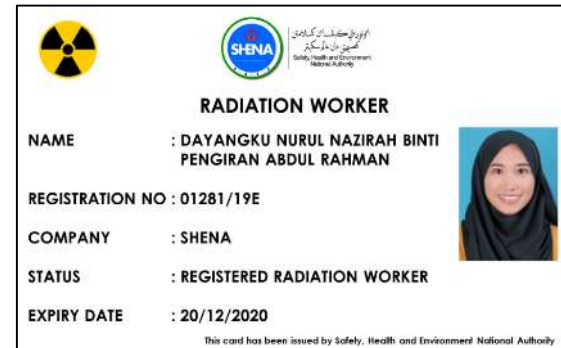 SHENA
Safety, Health and Environment
National Authority
RADIATION WORKER
NAME : DAYANGKU NURUL NAZIRAH BINTI
PENGIRAN ABDUL RAHMAN
REGISTRATION NO : 01281/19E
COMPANY : SHENA
STATUS : REGISTERED RADIATION WORKER
EXPIRY DATE : 20/12/2020
This card has been issued by Safety, Health and Environment National Authority